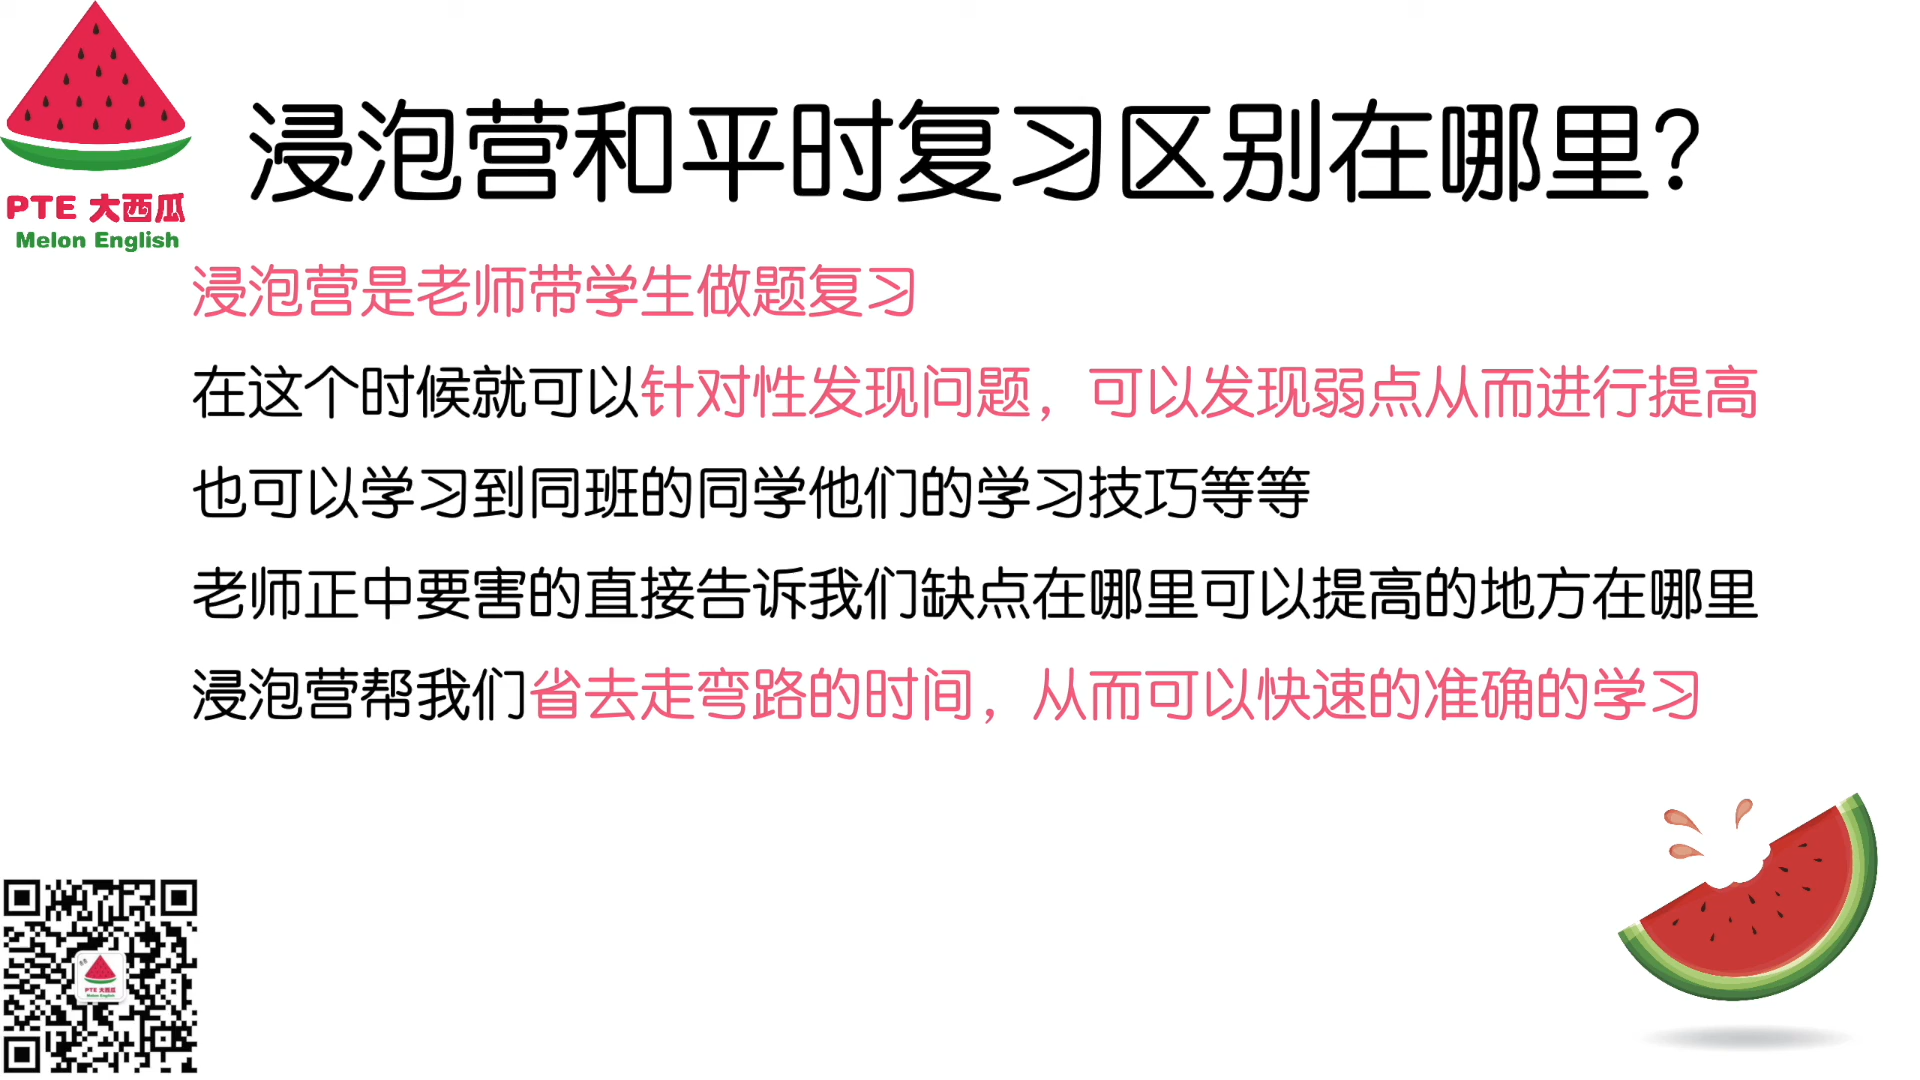 PTE 大西瓜
Melon English
浸泡营和平时复习区别在哪里？
浸泡营是老师带学生做题复习
在这个时候就可以针对性发现问题，可以发现弱点从而进行提高
也可以学习到同班的同学他们的学习技巧等等
老师正中要害的直接告诉我们缺点在哪里可以提高的地方在哪里
浸泡营帮我们省去走弯路的时间，从而可以快速的准确的学习
PTE 大西瓜
Melon English